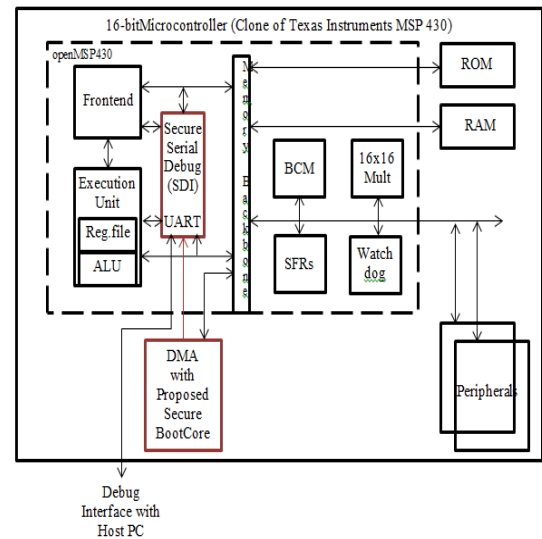 16-bitMicrocontroller (Clone of Texas Instruments MSP 430)
openMSP430
Frontend
Secure
Serial
Debug
(SDI)
UART
Execution
Unit
Reg.file
ALU
Memory Backbone
BCM
16x16
Mult
SFRs
Watch
dog
ROM
RAM
DMA
with
Proposed
Secure
BootCore
Peripherals
Debug
Interface with
Host PC